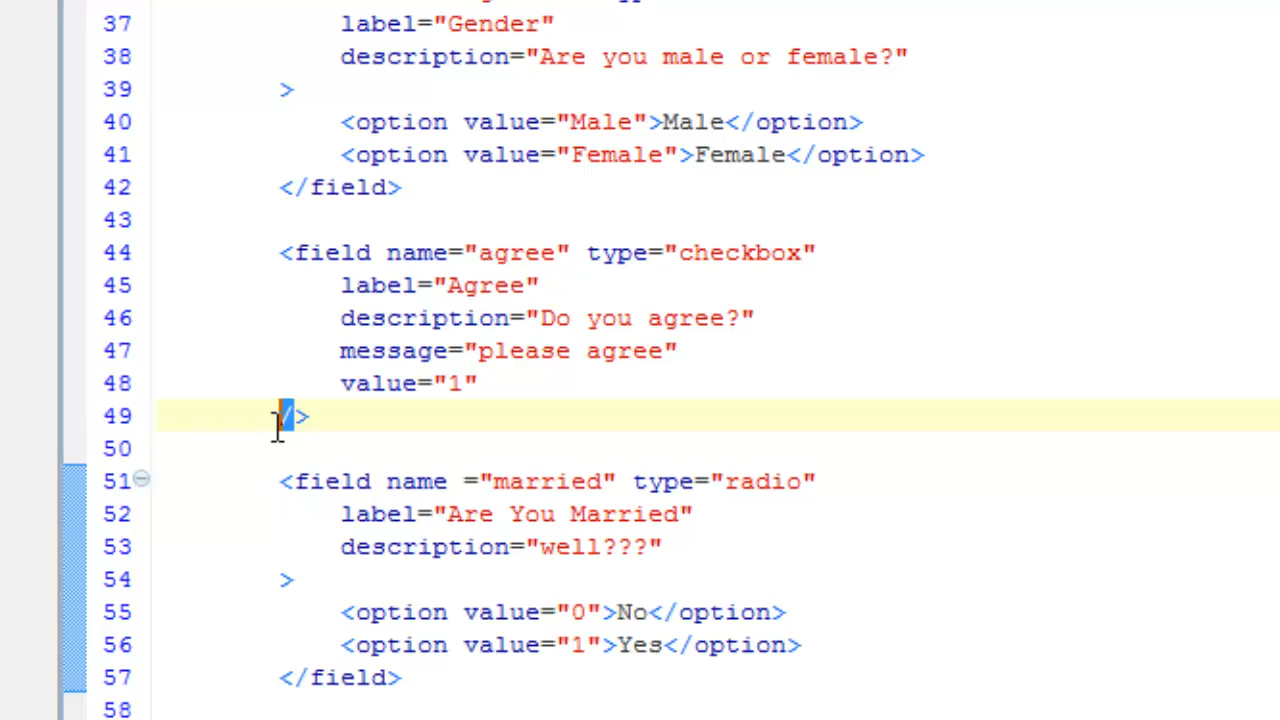 37 label="Gender"
38 description="Are you male or female?"
39 >
40 <option value="Male">Male</option>
41 <option value="Female">Female</option>
42 </field>
43
44 <field name="agree" type="checkbox"
45 label="Agree"
46 description="Do you agree?"
47 message="please agree"
48 value="1"
49 />
50
51 <field name ="married" type="radio"
52 label="Are You Married"
53 description="well???"
54 >
55 <option value="0">No</option>
56 <option value="1">Yes</option>
57 </field>
58